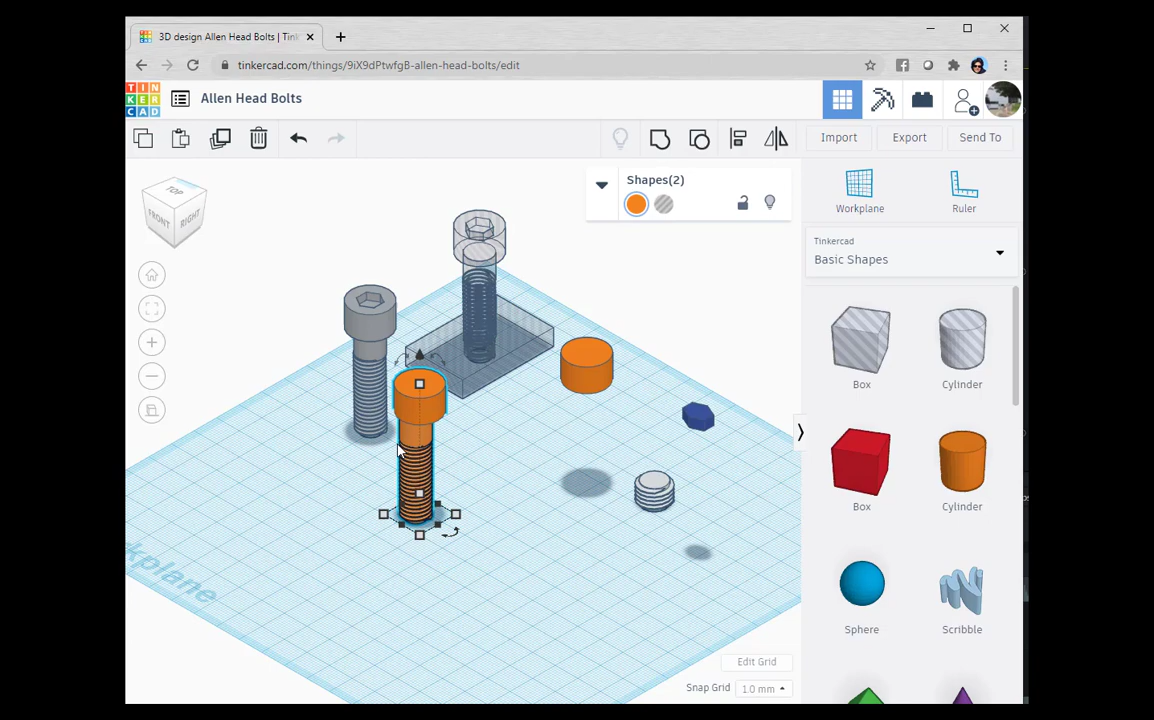 3D design Allen Head Bolts | Tink
tinkercad.com/things/9iX9dPtwfgB-allen-head-bolts/edit
TIN
KER
CAD
Allen Head Bolts
Import
Export
Send To
Shapes(2)
TOP
FRONT
RIGHT
Workplane
Ruler
Tinkercad
Basic Shapes
Box
Cylinder
Box
Cylinder
Sphere
Scribble
rkplane
Edit Grid
Snap Grid
1.0 mm